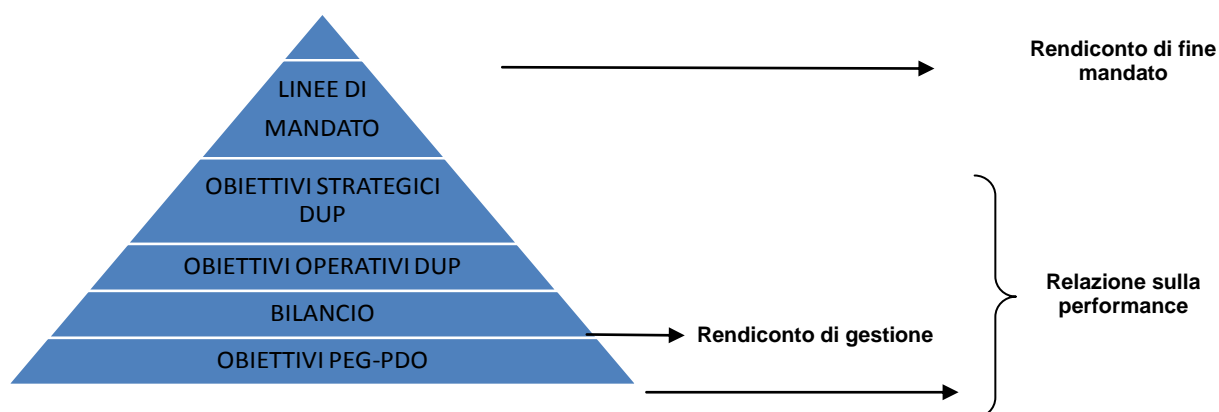 LINEE DI
MANDATO
OBIETTIVI STRATEGICI
DUP
OBIETTIVI OPERATIVI DUP
BILANCIO
OBIETTIVI PEG-PDO
Rendiconto di fine
mandato
Relazione sulla
performance
Rendiconto di gestione